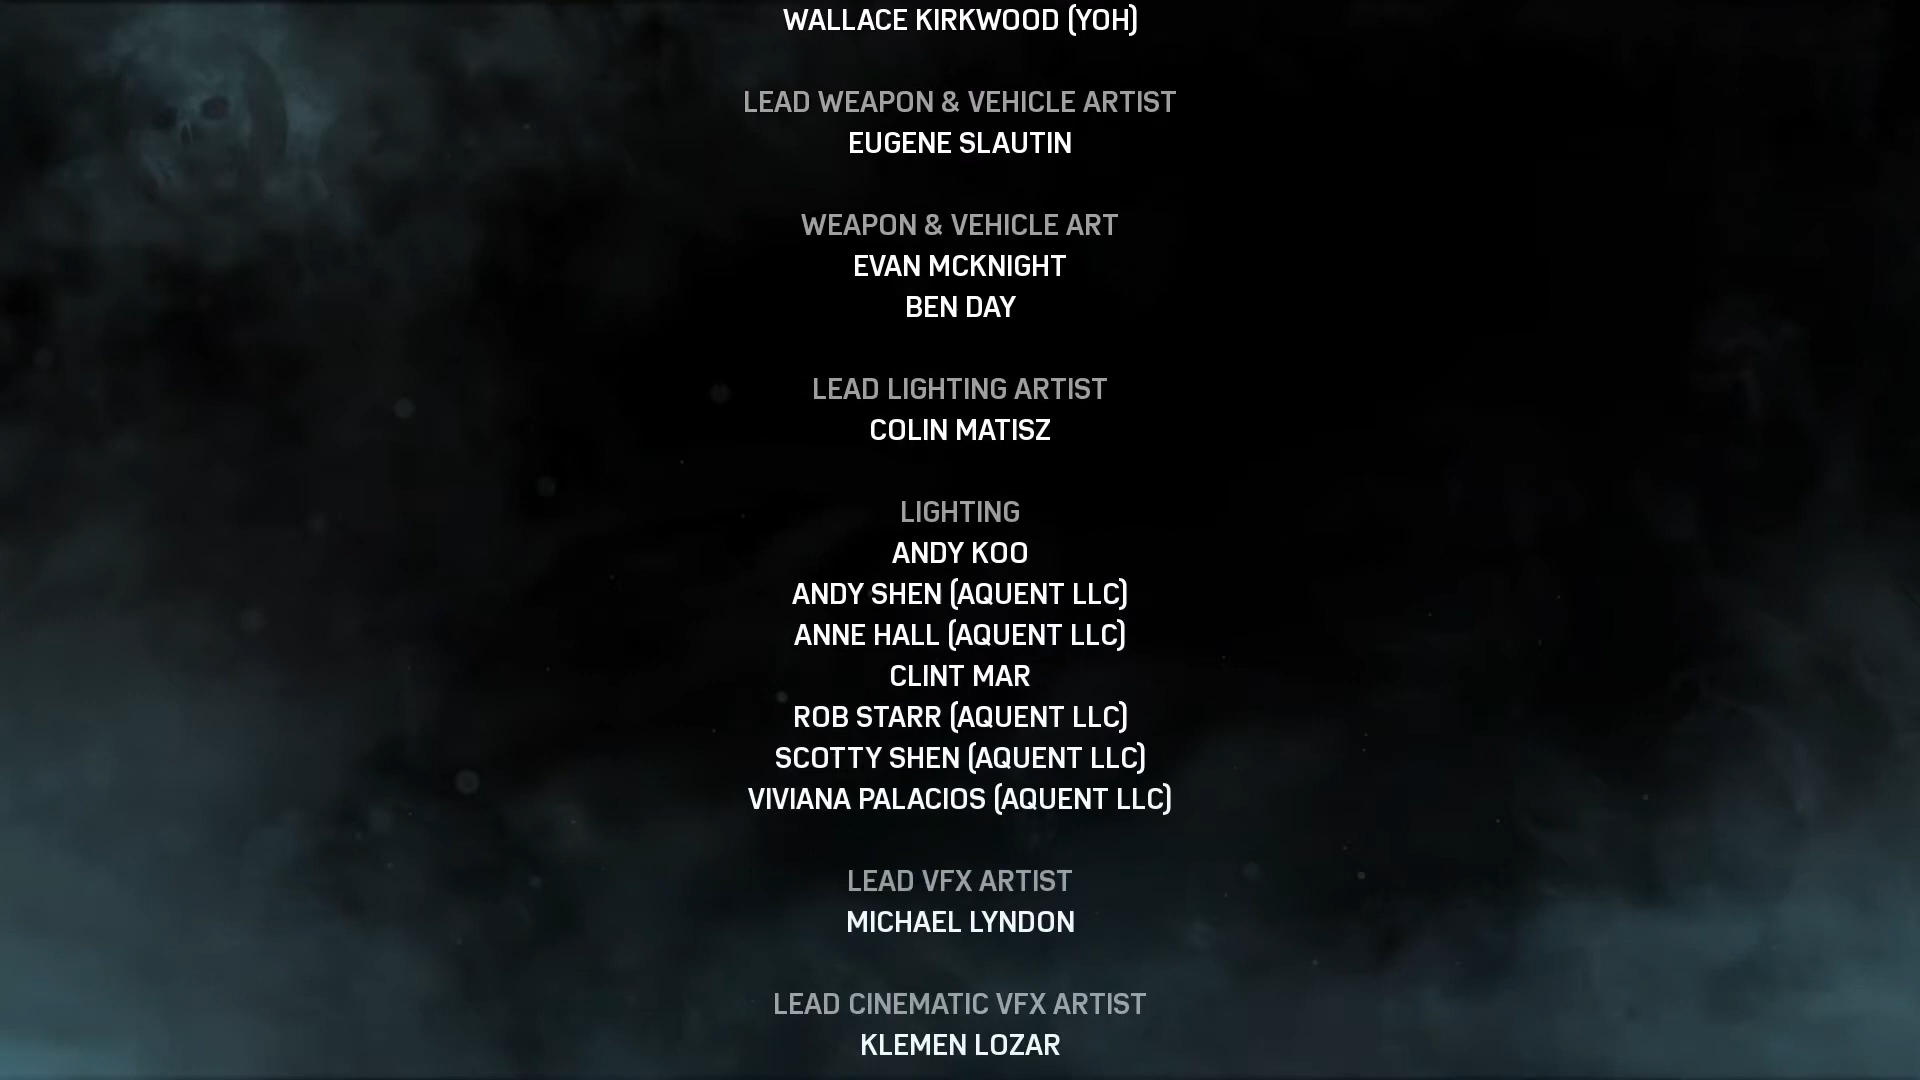 WALLACE KIRKWOOD (YOH)
LEAD WEAPON & VEHICLE ARTIST
EUGENE SLAUTIN
WEAPON & VEHICLE ART
EVAN MCKNIGHT
BEN DAY
LEAD LIGHTING ARTIST
COLIN MATISZ
LIGHTING
ANDY KOO
ANDY SHEN (AQUENT LLC)
ANNE HALL (AQUENT LLC)
CLINT MAR
ROB STARR (AQUENT LLC)
SCOTTY SHEN (AQUENT LLC)
VIVIANA PALACIOS (AQUENT LLC)
LEAD VFX ARTIST
MICHAEL LYNDON
LEAD CINEMATIC VFX ARTIST
KLEMEN LOZAR